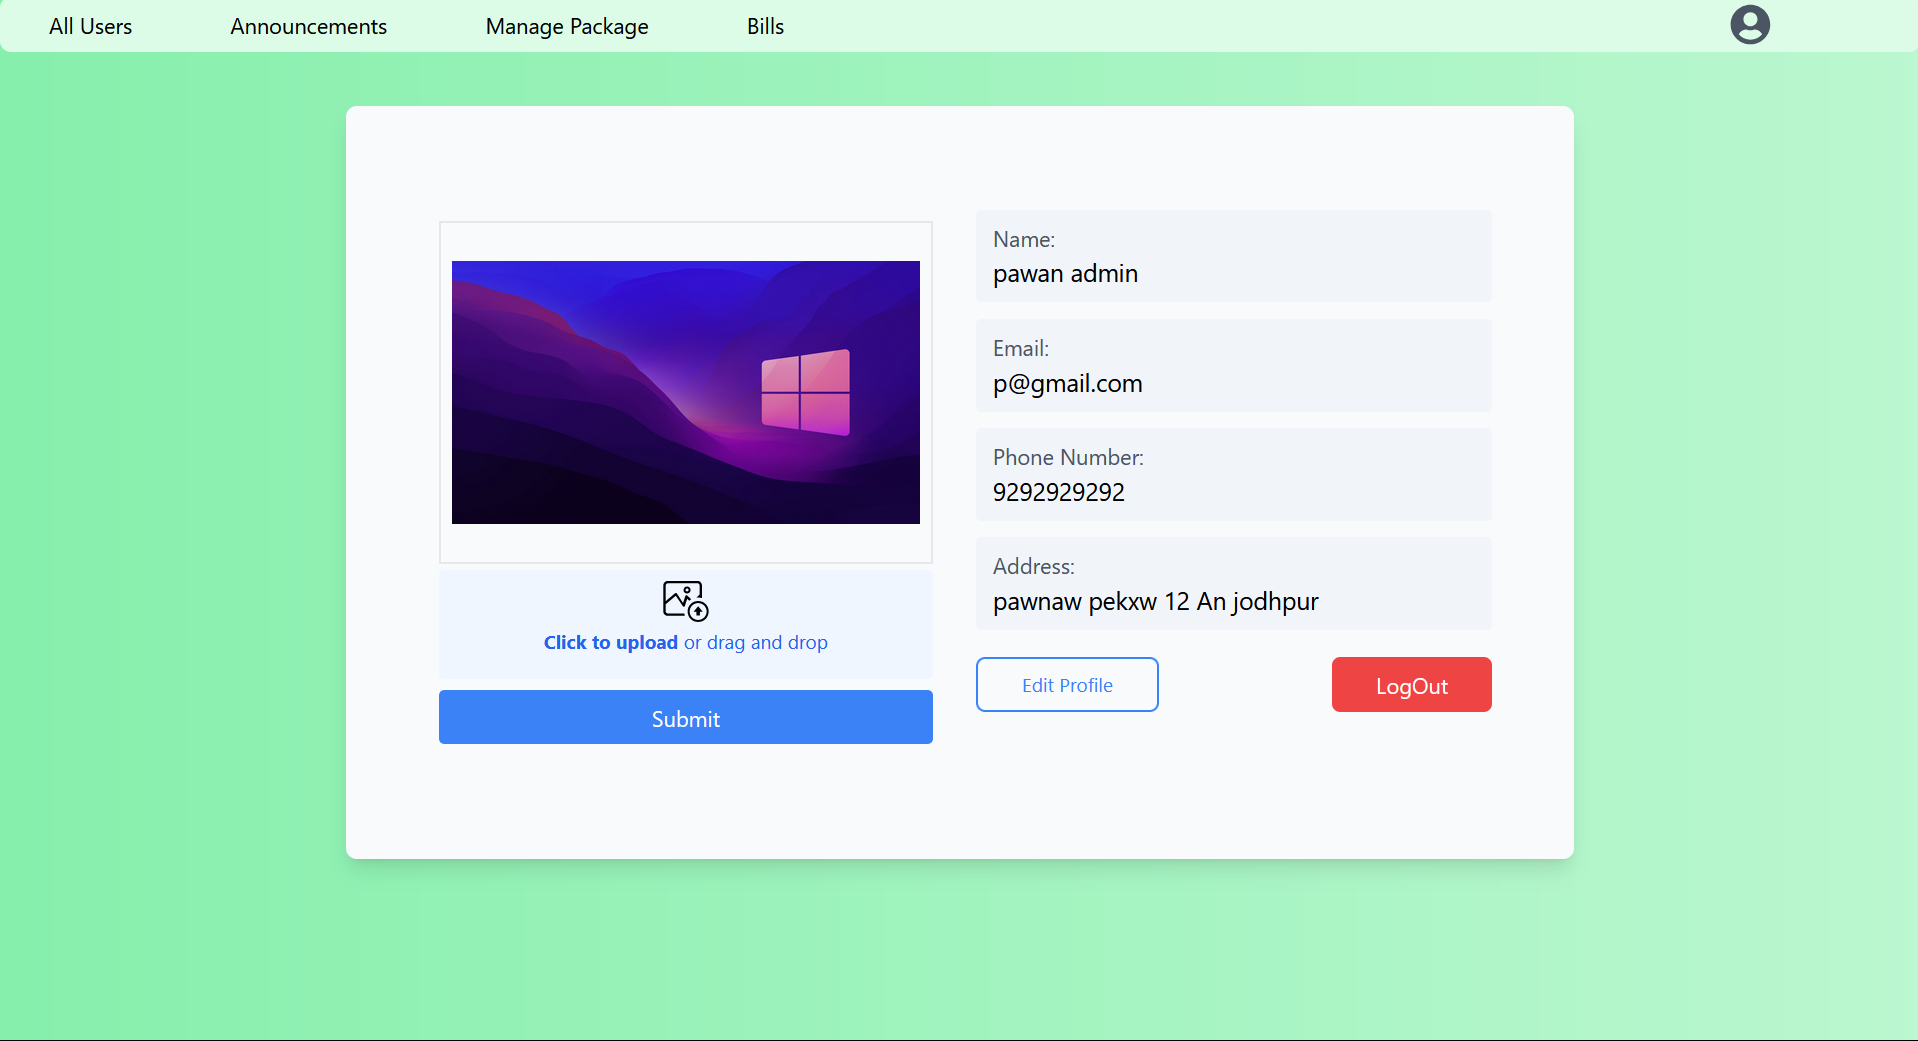 All Users
Announcements
Manage Package
Bills
Name:
pawan admin
Email:
p@gmail.com
Phone Number:
9292929292
Address:
pawnaw pekxw 12 An jodhpur
Click to upload or drag and drop
Submit
Edit Profile
LogOut